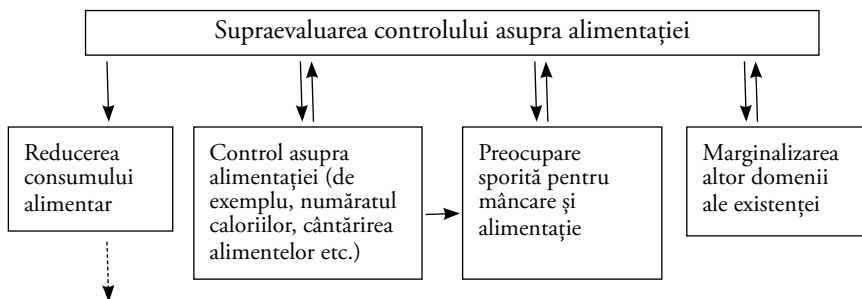 Supraevaluarea controlului asupra alimentației
Reducerea
consumului
alimentar
Control asupra
alimentației (de
exemplu, număratul
caloriilor, cântărirea
alimentelor etc.)
Preocupare
sporită pentru
mâncare și
alimentație
Marginalizarea
altor domenii
ale existenței